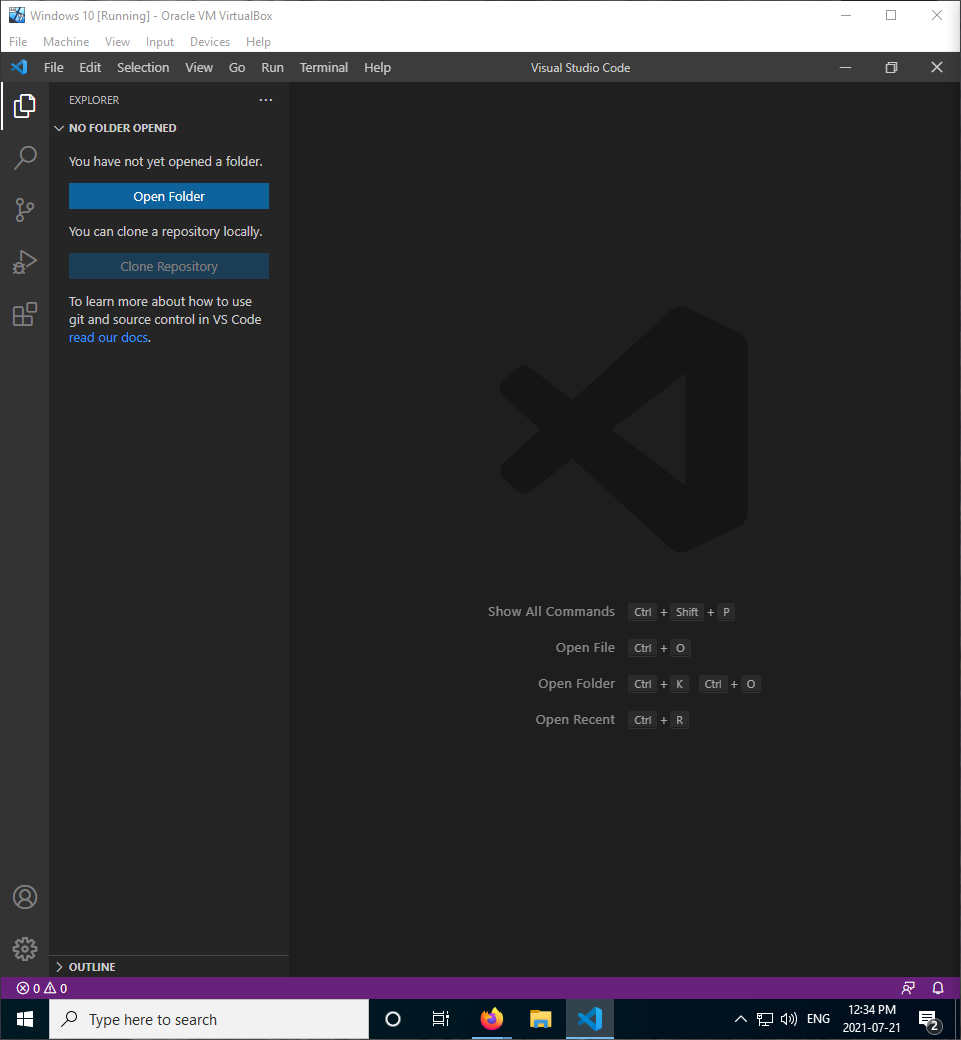 Windows 10 [Running] - Oracle VM VirtualBox
File Machine View Input Devices Help
File Edit Selection View Go Run Terminal Help Visual Studio Code
EXPLORER
NO FOLDER OPENED
You have not yet opened a folder.
Open Folder
You can clone a repository locally.
Clone Repository
To learn more about how to use
git and source control in VS Code
read our docs.
Show All Commands Ctrl + Shift + P
Open File Ctrl + O
Open Folder Ctrl + K Ctrl + O
Open Recent Ctrl + R
OUTLINE
0 0
Type here to search
ENG
12:34 PM
2021-07-21
2